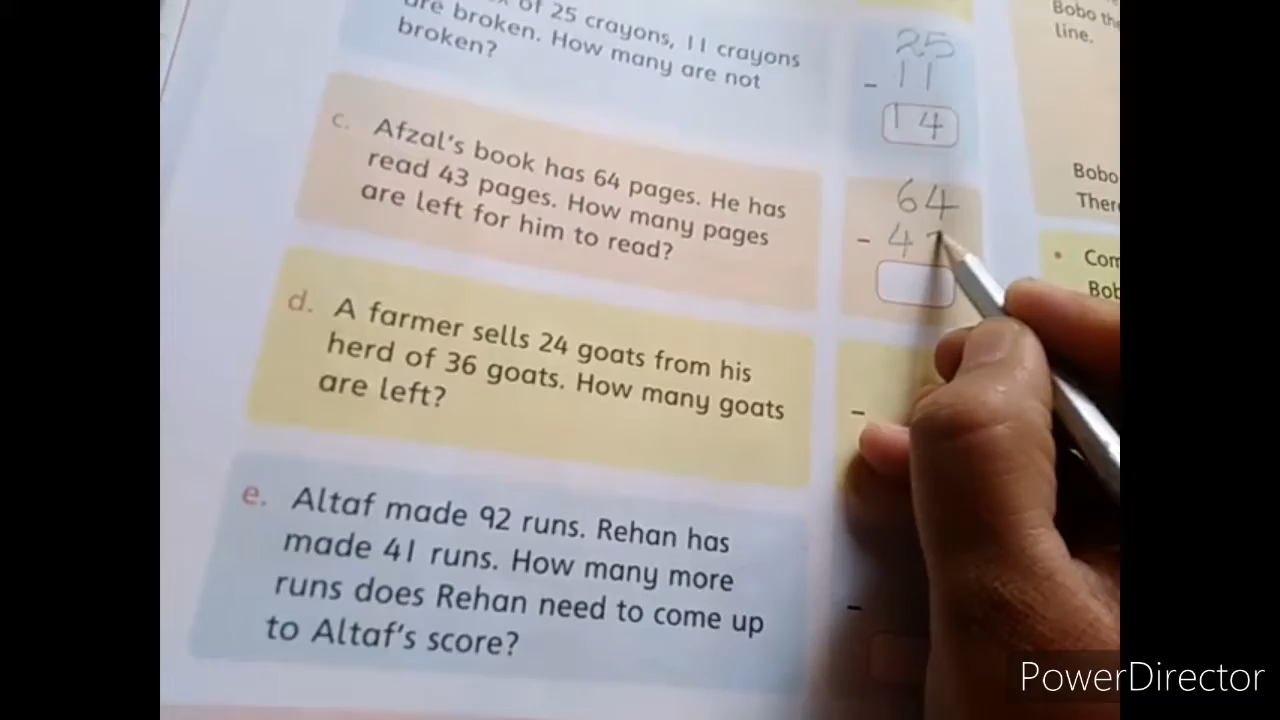 of 25 crayons, 11 crayons
are broken. How many are not
broken?
25
- 11
14
c. Afzal's book has 64 pages. He has
read 43 pages. How many pages
are left for him to read?
64
- 4
d. A farmer sells 24 goats from his
herd of 36 goats. How many goats
are left?
-
e. Altaf made 92 runs. Rehan has
made 41 runs. How many more
runs does Rehan need to come up
to Altaf's score?
-
Bobo
line.
Bobo
PowerDirector